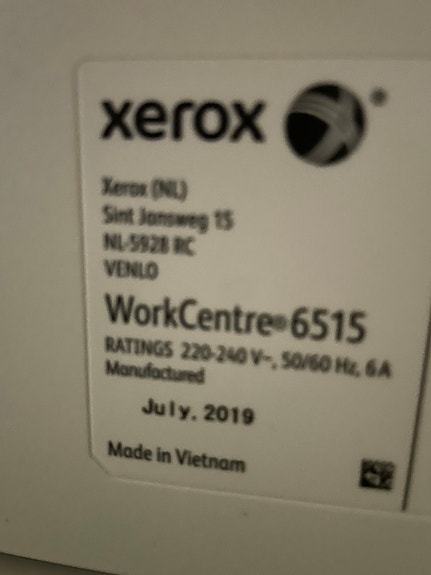 xerox ®
Xerox (NL)
Sint Jansweg 15
NL-5928 RC
VENLO
WorkCentre® 6515
RATINGS 220-240 V~, 50/60 Hz, 6A
Manufactured
July. 2019
Made in Vietnam